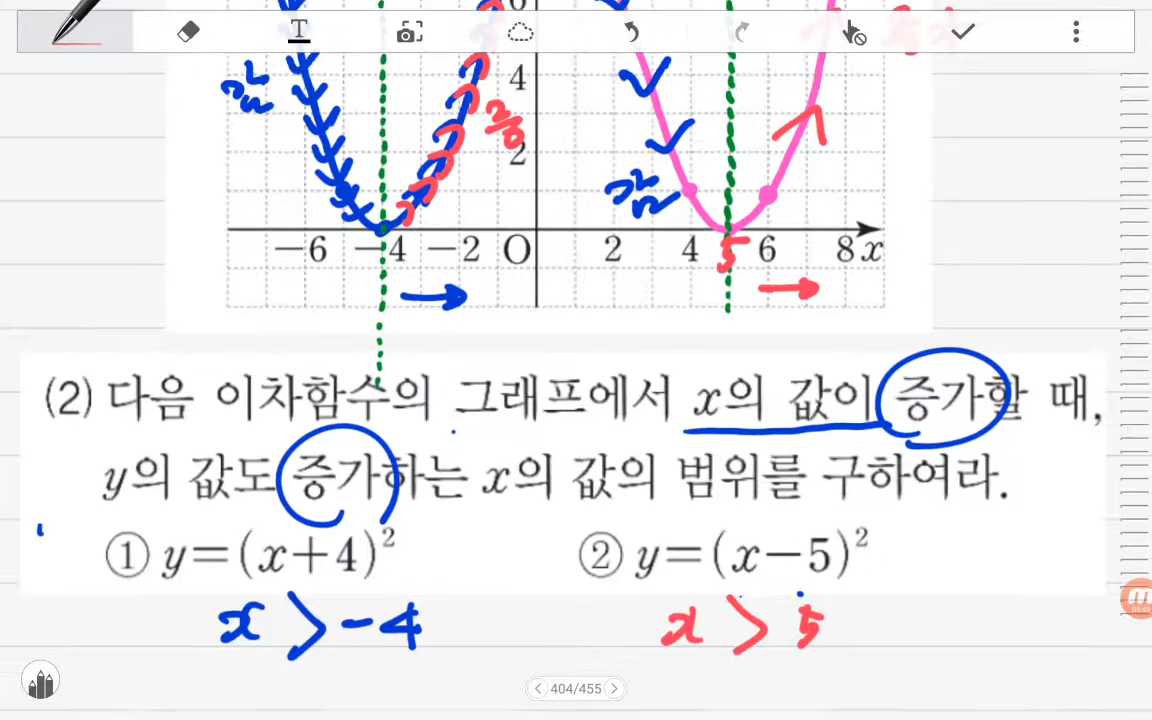 T
6
4
2
감
증
감
−6 −4 −2 O 2 4 5 6 8 x
(2) 다음 이차함수의 그래프에서 x의 값이 증가할 때,
y의 값도 증가하는 x의 값의 범위를 구하여라.
① y=(x+4)² ② y=(x−5)²
x > −4 x > 5
05:49
404/455